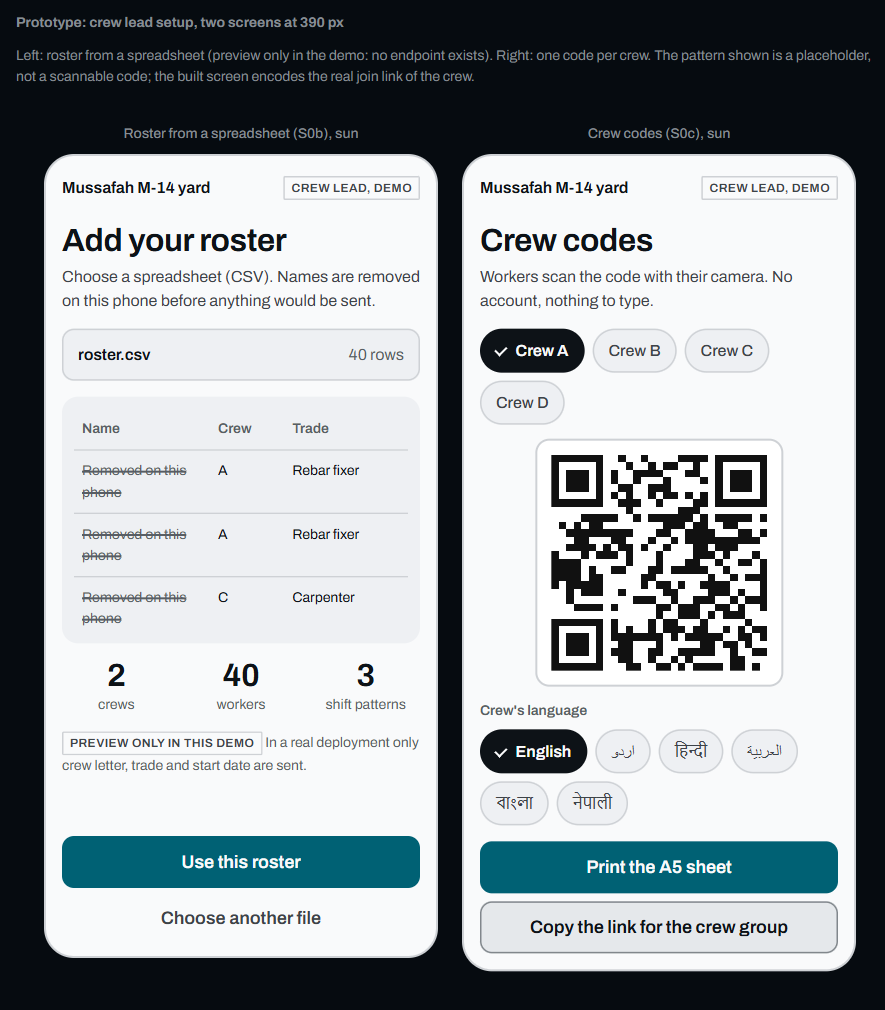 Prototype: crew lead setup, two screens at 390 px
Left: roster from a spreadsheet (preview only in the demo: no endpoint exists). Right: one code per crew. The pattern shown is a placeholder,
not a scannable code; the built screen encodes the real join link of the crew.
Roster from a spreadsheet (S0b), sun
Mussafah M-14 yard
CREW LEAD, DEMO
Add your roster
Choose a spreadsheet (CSV). Names are removed
on this phone before anything would be sent.
roster.csv
40 rows
Name Crew Trade
Removed on this A Rebar fixer
phone
Removed on this A Rebar fixer
phone
Removed on this C Carpenter
phone
2 40 3
crews workers shift patterns
PREVIEW ONLY IN THIS DEMO In a real deployment only
crew letter, trade and start date are sent.
Use this roster
Choose another file
Crew codes (S0c), sun
Mussafah M-14 yard
CREW LEAD, DEMO
Crew codes
Workers scan the code with their camera. No
account, nothing to type.
Crew A Crew B Crew C
Crew D
Crew's language
English اردو हिन्दी العربية
বাংলা नेपाली
Print the A5 sheet
Copy the link for the crew group